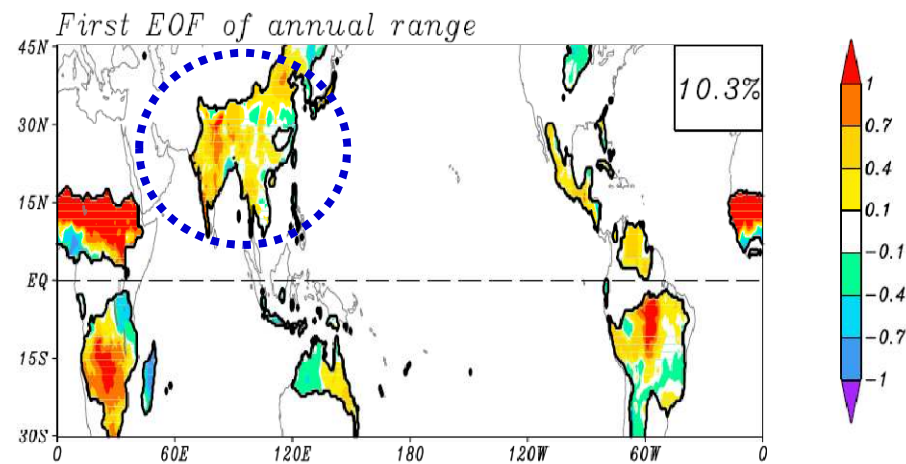 First EOF of annual range
45N
30N
15N
EQ
15S
30S
0
60E
120E
180
120W
60W
0
10.3%
1
0.7
0.4
0.1
-0.1
-0.4
-0.7
-1